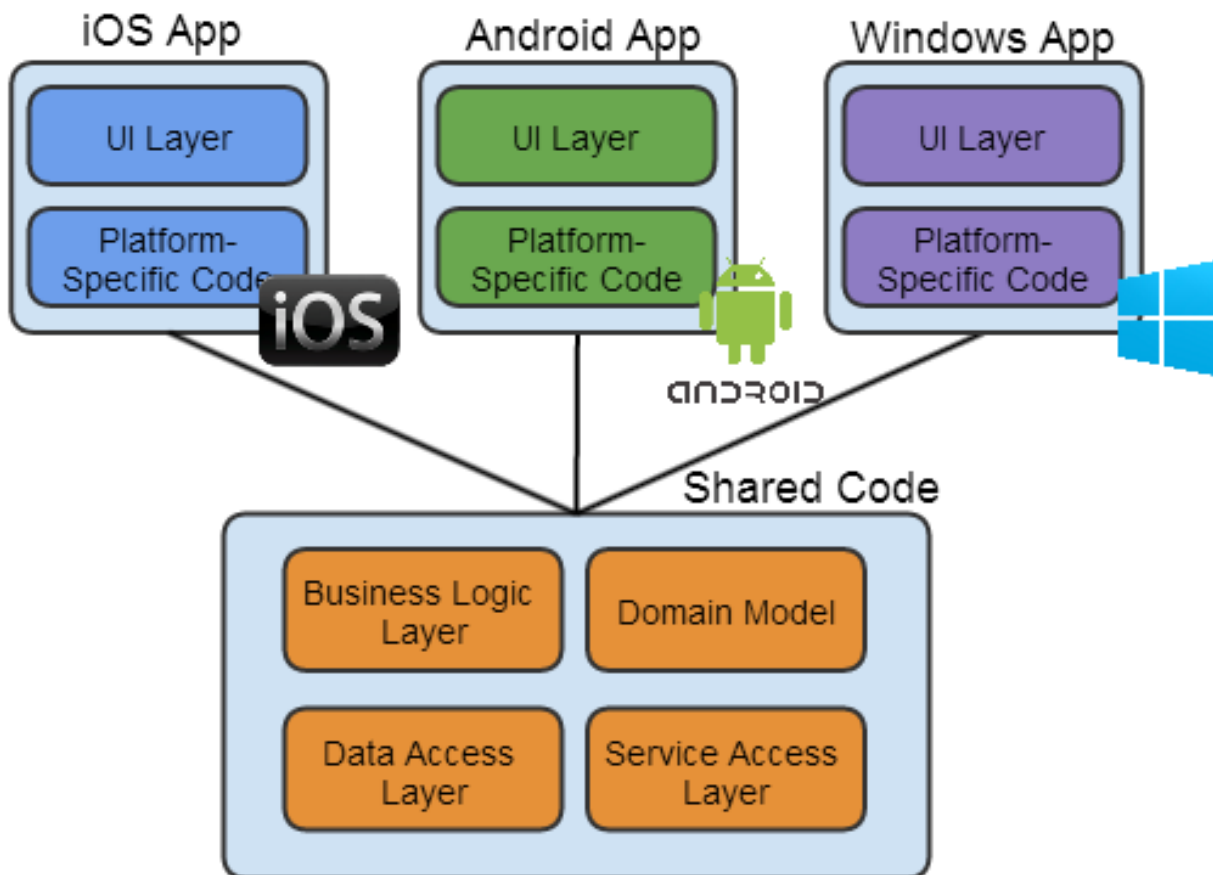 iOS App
Android App
Windows App
UI Layer
UI Layer
UI Layer
Platform-
Specific Code
Platform-
Specific Code
Platform-
Specific Code
iOS
ANDROID
Shared Code
Business Logic
Layer
Domain Model
Data Access
Layer
Service Access
Layer